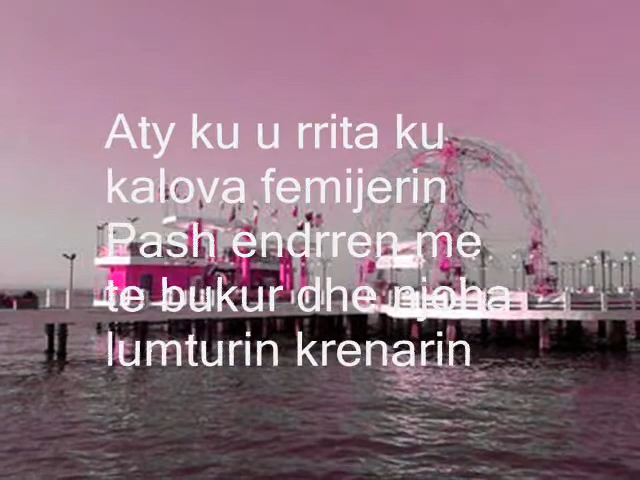 Aty ku u rrita ku
kalova femijerin
Pash endrren me
te bukur dhe njoha
lumturin krenarin